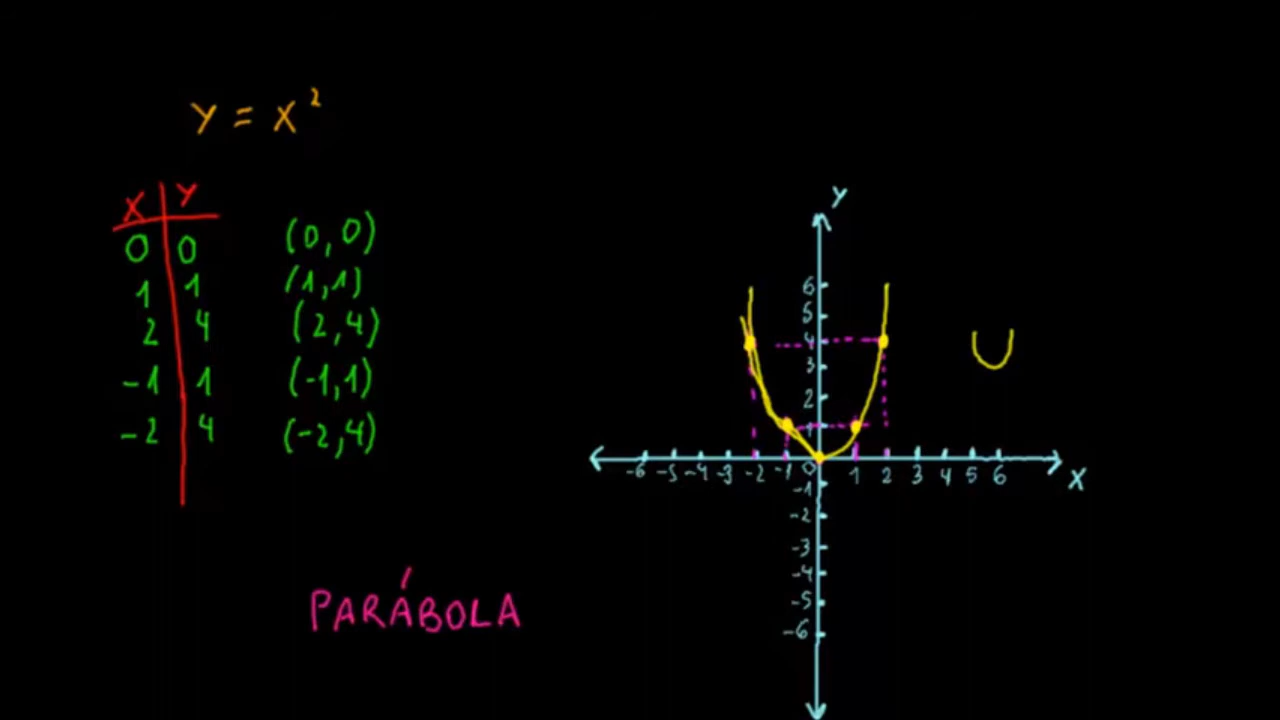 Y = X²
X Y
0 0 (0,0)
1 1 (1,1)
2 4 (2,4)
-1 1 (-1,1)
-2 4 (-2,4)
PARÁBOLA
Y
6
5
4
3
2
1
-6 -5 -4 -3 -2 -1 0 1 2 3 4 5 6 X
-1
-2
-3
-4
-5
-6